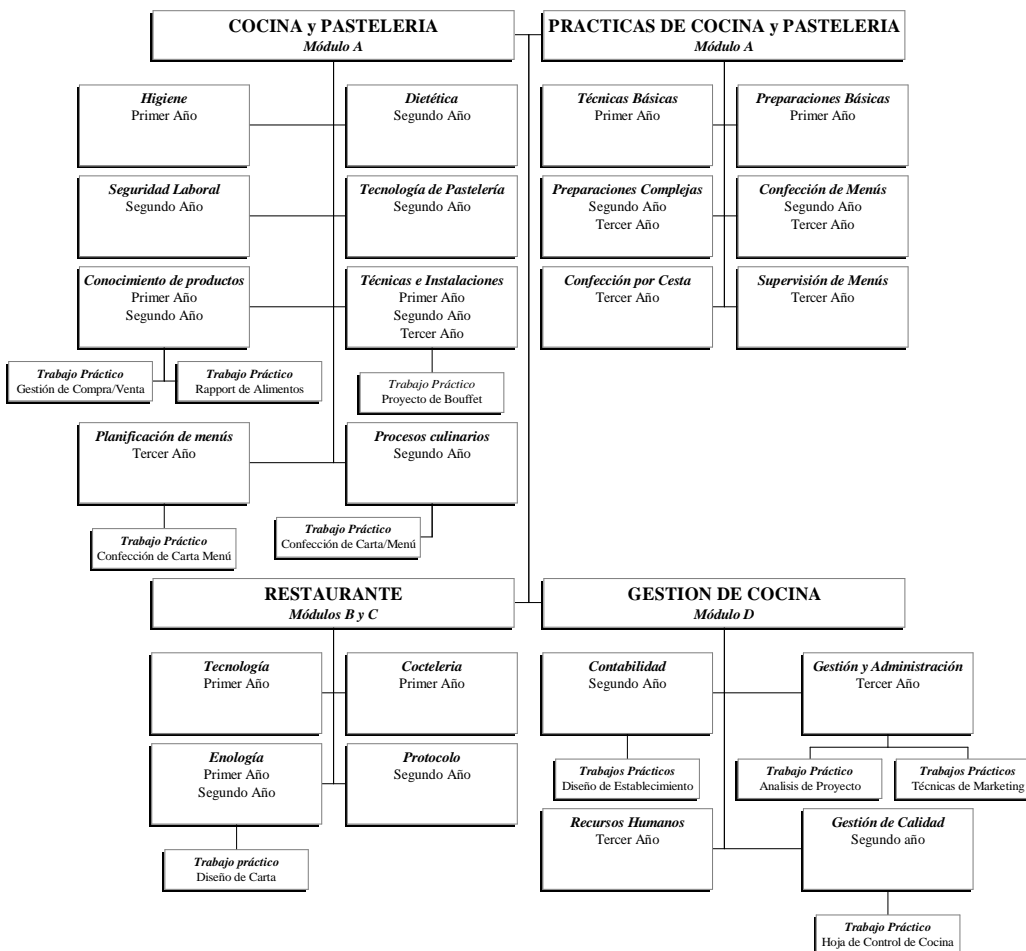 COCINA y PASTELERIA
Módulo A
PRACTICAS DE COCINA y PASTELERIA
Módulo A
Higiene
Primer Año
Dietética
Segundo Año
Técnicas Básicas
Primer Año
Preparaciones Básicas
Primer Año
Seguridad Laboral
Segundo Año
Tecnología de Pastelería
Segundo Año
Preparaciones Complejas
Segundo Año
Tercer Año
Confección de Menús
Segundo Año
Tercer Año
Conocimiento de productos
Primer Año
Segundo Año
Técnicas e Instalaciones
Primer Año
Segundo Año
Tercer Año
Confección por Cesta
Tercer Año
Supervisión de Menús
Tercer Año
Trabajo Práctico
Gestión de Compra/Venta
Trabajo Práctico
Rapport de Alimentos
Trabajo Práctico
Proyecto de Bouffet
Planificación de menús
Tercer Año
Procesos culinarios
Segundo Año
Trabajo Práctico
Confección de Carta Menú
Trabajo Práctico
Confección de Carta/Menú
RESTAURANTE
Módulos B y C
GESTION DE COCINA
Módulo D
Tecnología
Primer Año
Cocteleria
Primer Año
Contabilidad
Segundo Año
Gestión y Administración
Tercer Año
Enología
Primer Año
Segundo Año
Protocolo
Segundo Año
Trabajos Prácticos
Diseño de Establecimiento
Trabajo Práctico
Analisis de Proyecto
Trabajos Prácticos
Técnicas de Marketing
Recursos Humanos
Tercer Año
Gestión de Calidad
Segundo año
Trabajo práctico
Diseño de Carta
Trabajo Práctico
Hoja de Control de Cocina